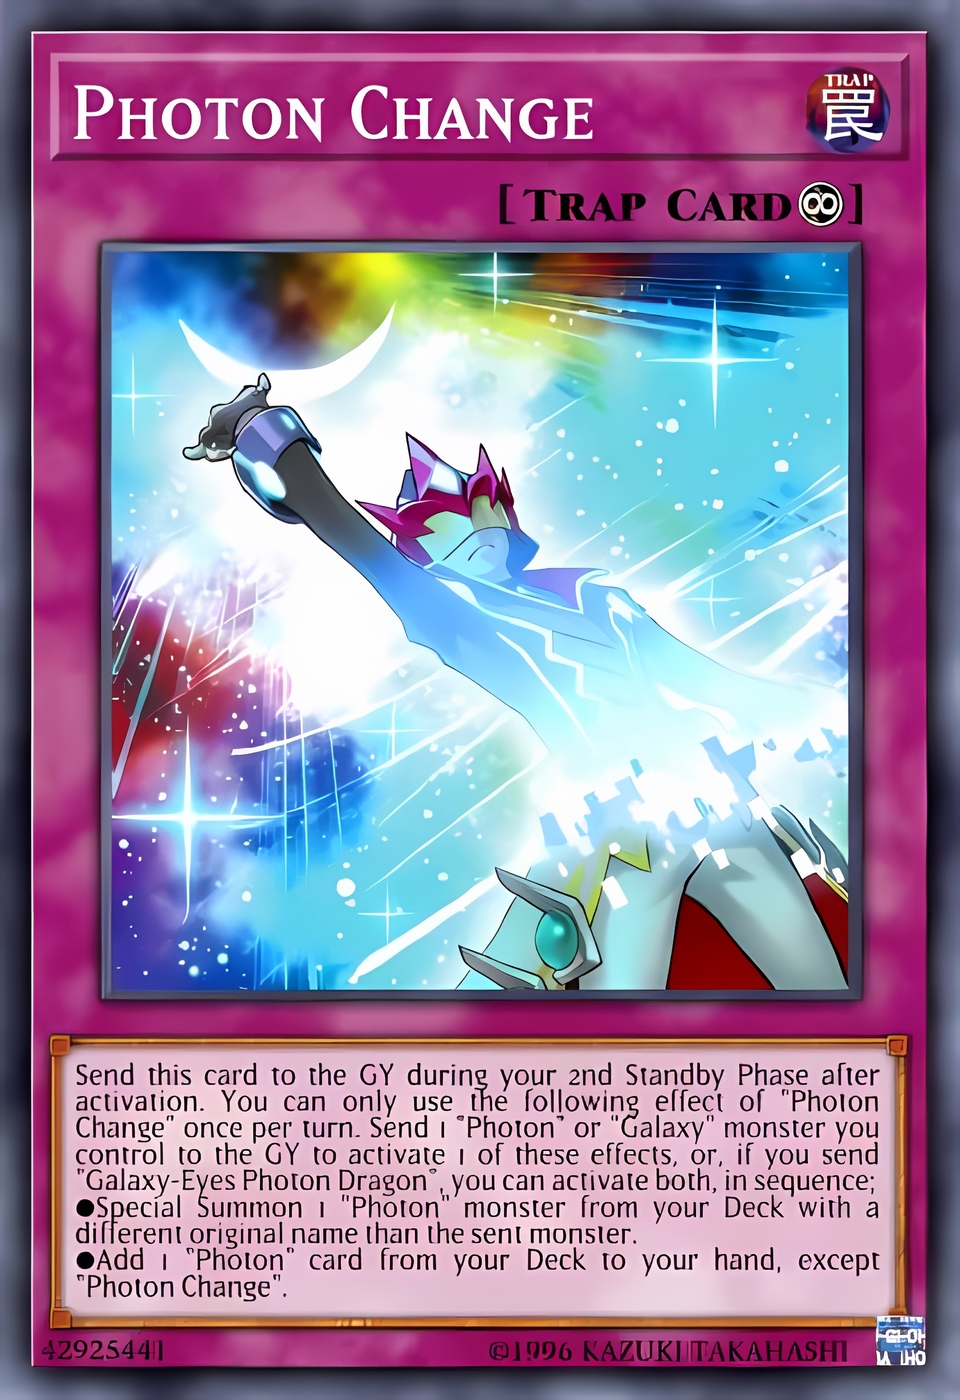 Photon Change
TRAP
罠
[Trap Card]
Send this card to the GY during your 2nd Standby Phase after
activation. You can only use the following effect of "Photon
Change" once per turn. Send 1 "Photon" or "Galaxy" monster you
control to the GY to activate 1 of these effects, or, if you send
"Galaxy-Eyes Photon Dragon", you can activate both, in sequence;
●Special Summon 1 "Photon" monster from your Deck with a
different original name than the sent monster.
●Add 1 "Photon" card from your Deck to your hand, except
"Photon Change".
©1996 KAZUKI TAKAHASHI